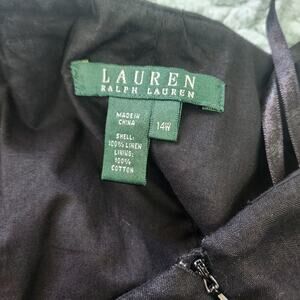 LAUREN
RALPH LAUREN
MADE IN
CHINA
14W
SHELL:
100% LINEN
LINING:
100%
COTTON